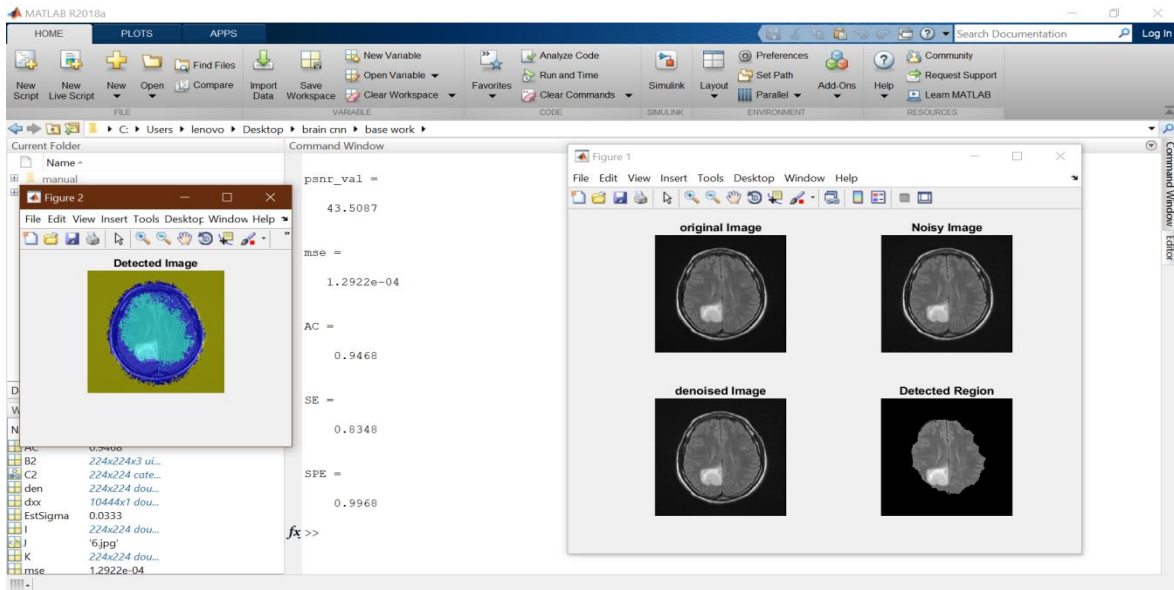 MATLAB R2018a
HOME PLOTS APPS
Search Documentation Log In
New Script
New Live Script
New
Open
Find Files
Compare
Import Data
Save Workspace
New Variable
Open Variable
Clear Workspace
Favorites
Analyze Code
Run and Time
Clear Commands
Simulink
Layout
Preferences
Set Path
Parallel
Add-Ons
Help
Community
Request Support
Learn MATLAB
FILE VARIABLE CODE SIMULINK ENVIRONMENT RESOURCES
C: Users lenovo Desktop brain cnn base work
Current Folder
Name
manual
Figure 2
File Edit View Insert Tools Desktop Window Help
Detected Image
D
W
N
AC 0.9468
B2 224x224x3 ui...
C2 224x224 cate...
den 224x224 dou...
dxx 10444x1 dou...
EstSigma 0.0333
I 224x224 dou...
J '6.jpg'
K 224x224 dou...
mse 1.2922e-04
Command Window
psnr_val =
43.5087
mse =
1.2922e-04
AC =
0.9468
SE =
0.8348
SPE =
0.9968
fx >>
Figure 1
File Edit View Insert Tools Desktop Window Help
original Image Noisy Image
denoised Image Detected Region
Command Window
Editor